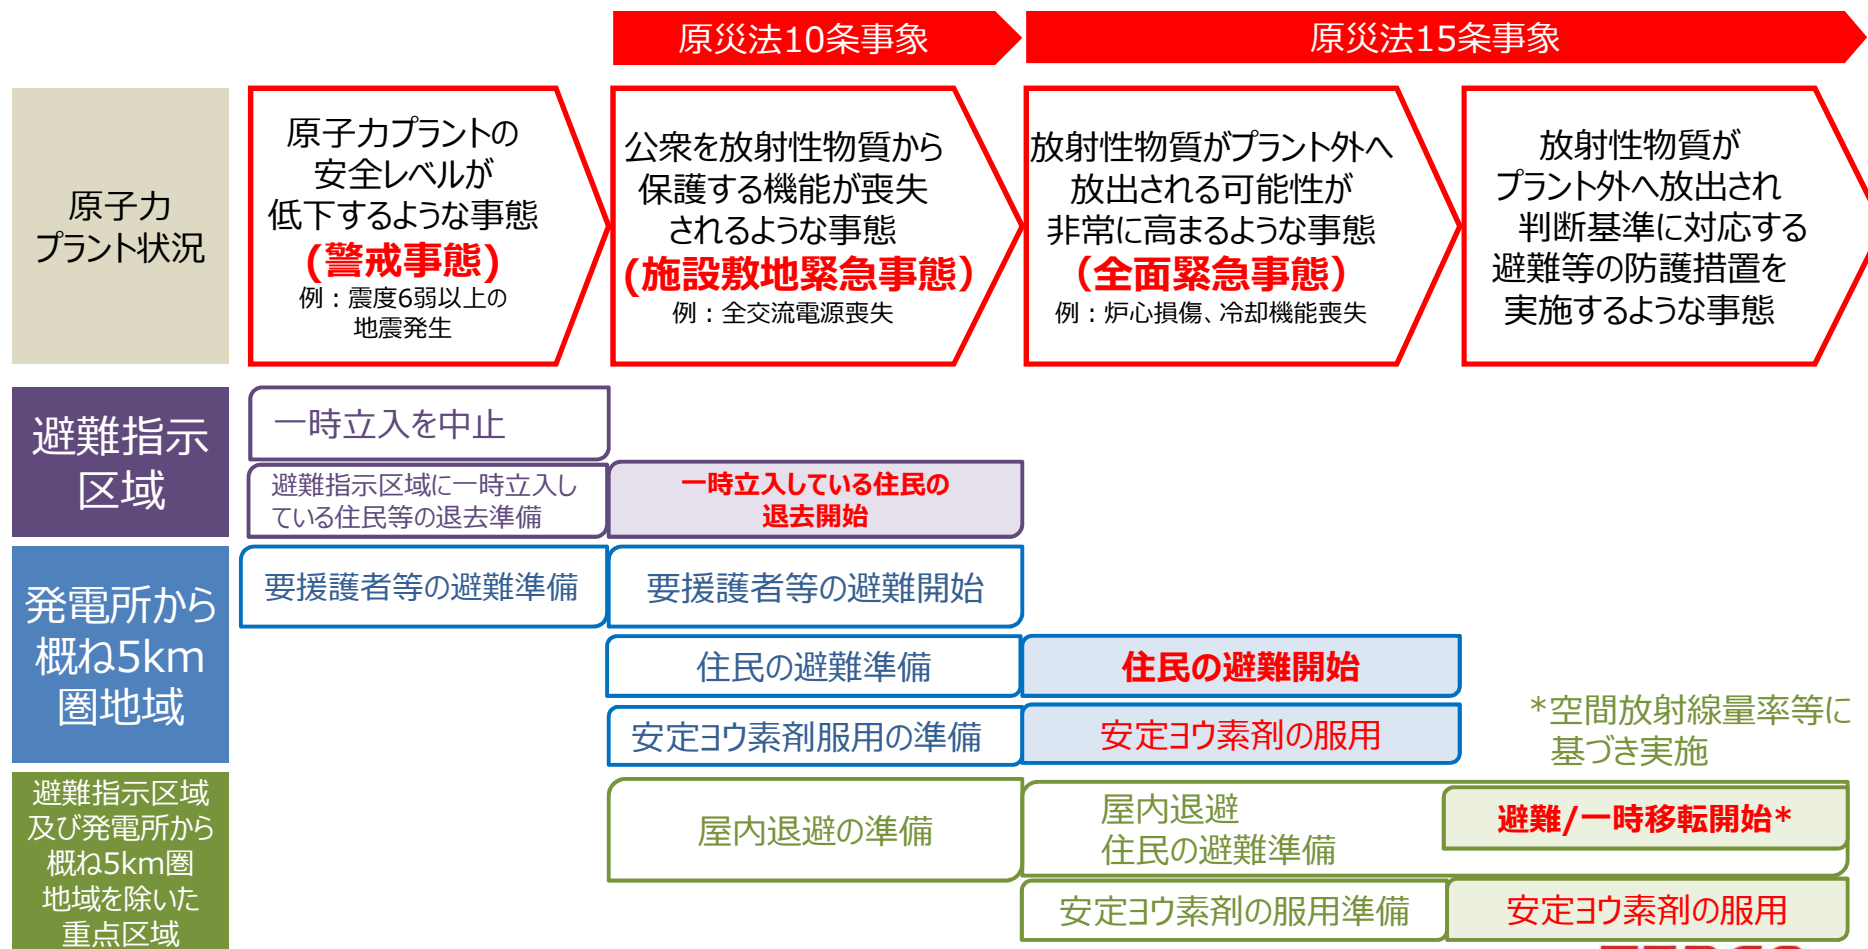 原災法10条事象
原災法15条事象
原子力
プラント状況
原子力プラントの
安全レベルが
低下するような事態
(警戒事態)
例：震度6弱以上の
地震発生
公衆を放射性物質から
保護する機能が喪失
されるような事態
(施設敷地緊急事態）
例：全交流電源喪失
放射性物質がプラント外へ
放出される可能性が
非常に高まるような事態
（全面緊急事態）
例：炉心損傷、冷却機能喪失
放射性物質が
プラント外へ放出され
判断基準に対応する
避難等の防護措置を
実施するような事態
避難指示
区域
一時立入を中止
避難指示区域に一時立入し
ている住民等の退去準備
一時立入している住民の
退去開始
発電所から
概ね5km
圏地域
要援護者等の避難準備
要援護者等の避難開始
住民の避難準備
住民の避難開始
安定ヨウ素剤服用の準備
安定ヨウ素剤の服用
*空間放射線量率等に
基づき実施
避難指示区域
及び発電所から
概ね5km圏
地域を除いた
重点区域
屋内退避の準備
屋内退避
住民の避難準備
避難/一時移転開始*
安定ヨウ素剤の服用準備
安定ヨウ素剤の服用